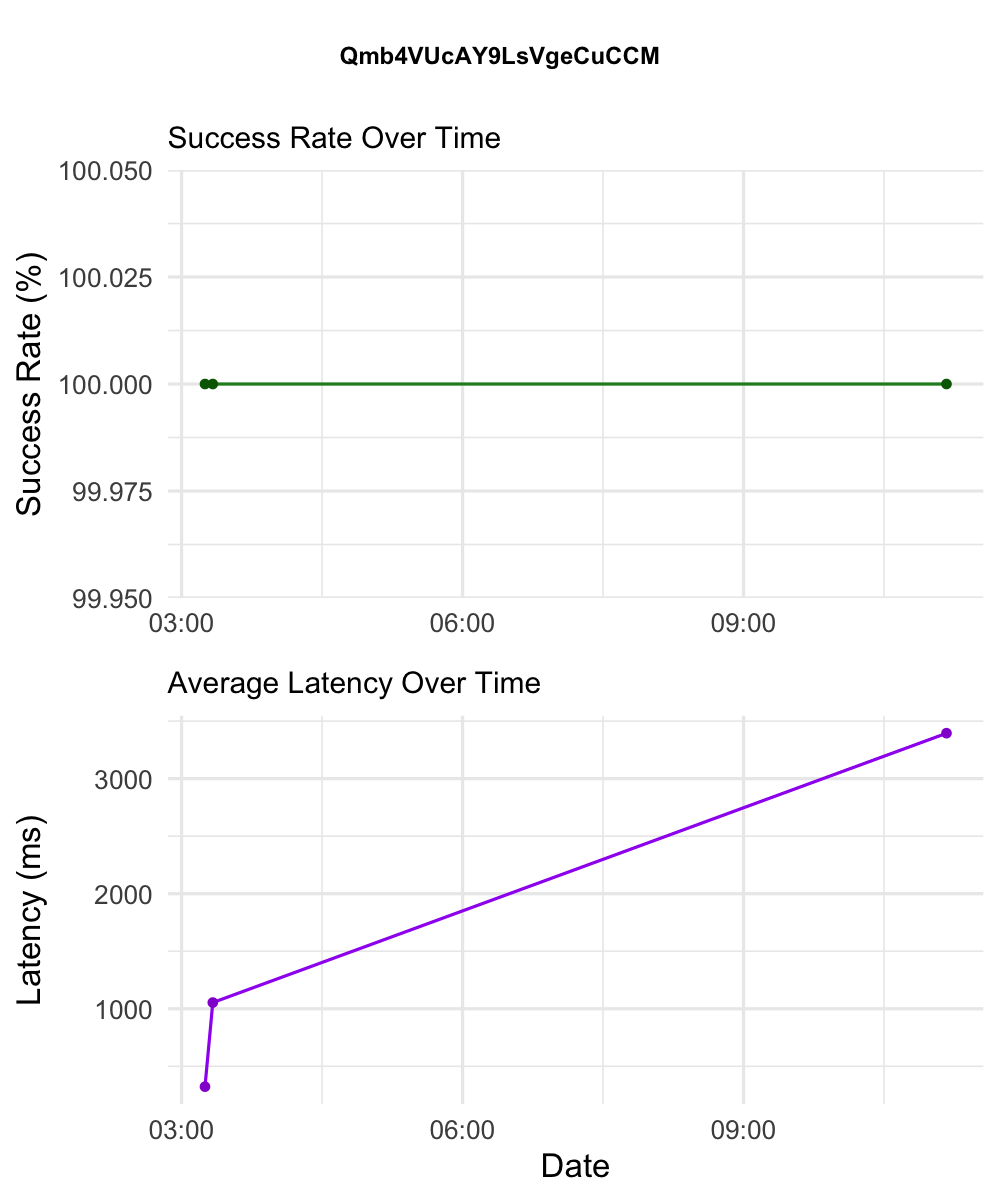 Qmb4VUcAY9LsVgeCuCCM
Success Rate Over Time
Success Rate (%)
100.050
100.025
100.000
99.975
99.950
03:00 06:00 09:00
Average Latency Over Time
Latency (ms)
3000
2000
1000
03:00 06:00 09:00
Date